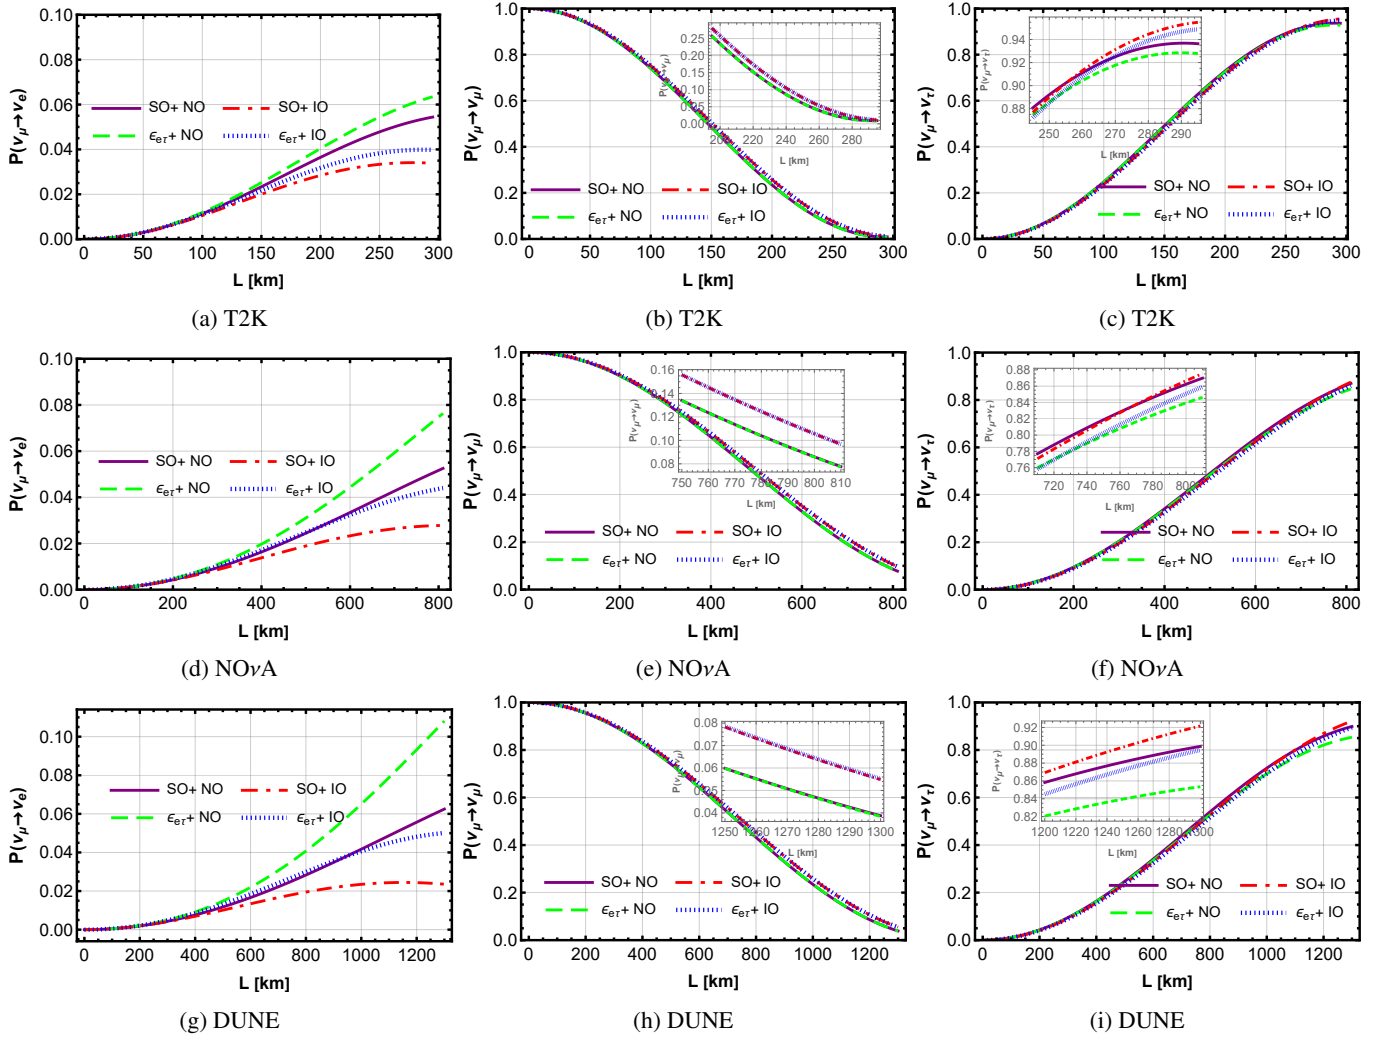 0.10
0.08
0.06
0.04
0.02
0.00
P(νμ→νe)
SO+ NO
SO+ IO
ϵeτ+ NO
ϵeτ+ IO
0 50 100 150 200 250 300
L [km]
(a) T2K
1.0
0.8
0.6
0.4
0.2
0.0
P(νμ→νμ)
0.25
0.20
0.15
0.10
0.05
0.00
P(νμ→νμ)
200 220 240 260 280
L [km]
SO+ NO
SO+ IO
ϵeτ+ NO
ϵeτ+ IO
0 50 100 150 200 250 300
L [km]
(b) T2K
1.0
0.8
0.6
0.4
0.2
0.0
P(νμ→ντ)
0.94
0.92
0.90
0.88
P(νμ→ντ)
250 260 270 280 290
L [km]
SO+ NO
SO+ IO
ϵeτ+ NO
ϵeτ+ IO
0 50 100 150 200 250 300
L [km]
(c) T2K
0.10
0.08
0.06
0.04
0.02
0.00
P(νμ→νe)
SO+ NO
SO+ IO
ϵeτ+ NO
ϵeτ+ IO
0 200 400 600 800
L [km]
(d) NOνA
1.0
0.8
0.6
0.4
0.2
0.0
P(νμ→νμ)
0.16
0.14
0.12
0.10
0.08
P(νμ→νμ)
750 760 770 780 790 800 810
L [km]
SO+ NO
SO+ IO
ϵeτ+ NO
ϵeτ+ IO
0 200 400 600 800
L [km]
(e) NOνA
1.0
0.8
0.6
0.4
0.2
0.0
P(νμ→ντ)
0.88
0.86
0.84
0.82
0.80
0.78
0.76
P(νμ→ντ)
720 740 760 780 800
L [km]
SO+ NO
SO+ IO
ϵeτ+ NO
ϵeτ+ IO
0 200 400 600 800
L [km]
(f) NOνA
0.10
0.08
0.06
0.04
0.02
0.00
P(νμ→νe)
SO+ NO
SO+ IO
ϵeτ+ NO
ϵeτ+ IO
0 200 400 600 800 1000 1200
L [km]
(g) DUNE
1.0
0.8
0.6
0.4
0.2
0.0
P(νμ→νμ)
0.08
0.07
0.06
0.05
0.04
P(νμ→νμ)
1250 1260 1270 1280 1290 1300
L [km]
SO+ NO
SO+ IO
ϵeτ+ NO
ϵeτ+ IO
0 200 400 600 800 1000 1200
L [km]
(h) DUNE
1.0
0.8
0.6
0.4
0.2
0.0
P(νμ→ντ)
0.92
0.90
0.88
0.86
0.84
0.82
P(νμ→ντ)
1200 1220 1240 1260 1280 1300
L [km]
SO+ NO
SO+ IO
ϵeτ+ NO
ϵeτ+ IO
0 200 400 600 800 1000 1200
L [km]
(i) DUNE